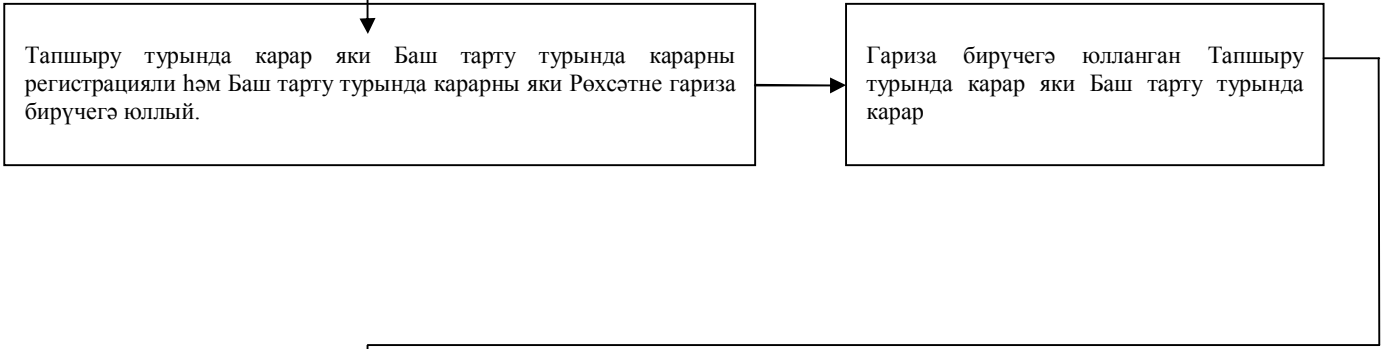 Тапшыру турында карар яки Баш тарту турында карарны
регистрацияли һәм Баш тарту турында карарны яки Рөхсәтне гариза
бирүчегә юллый.
Гариза бирүчегә юлланган Тапшыру
турында карар яки Баш тарту турында
карар